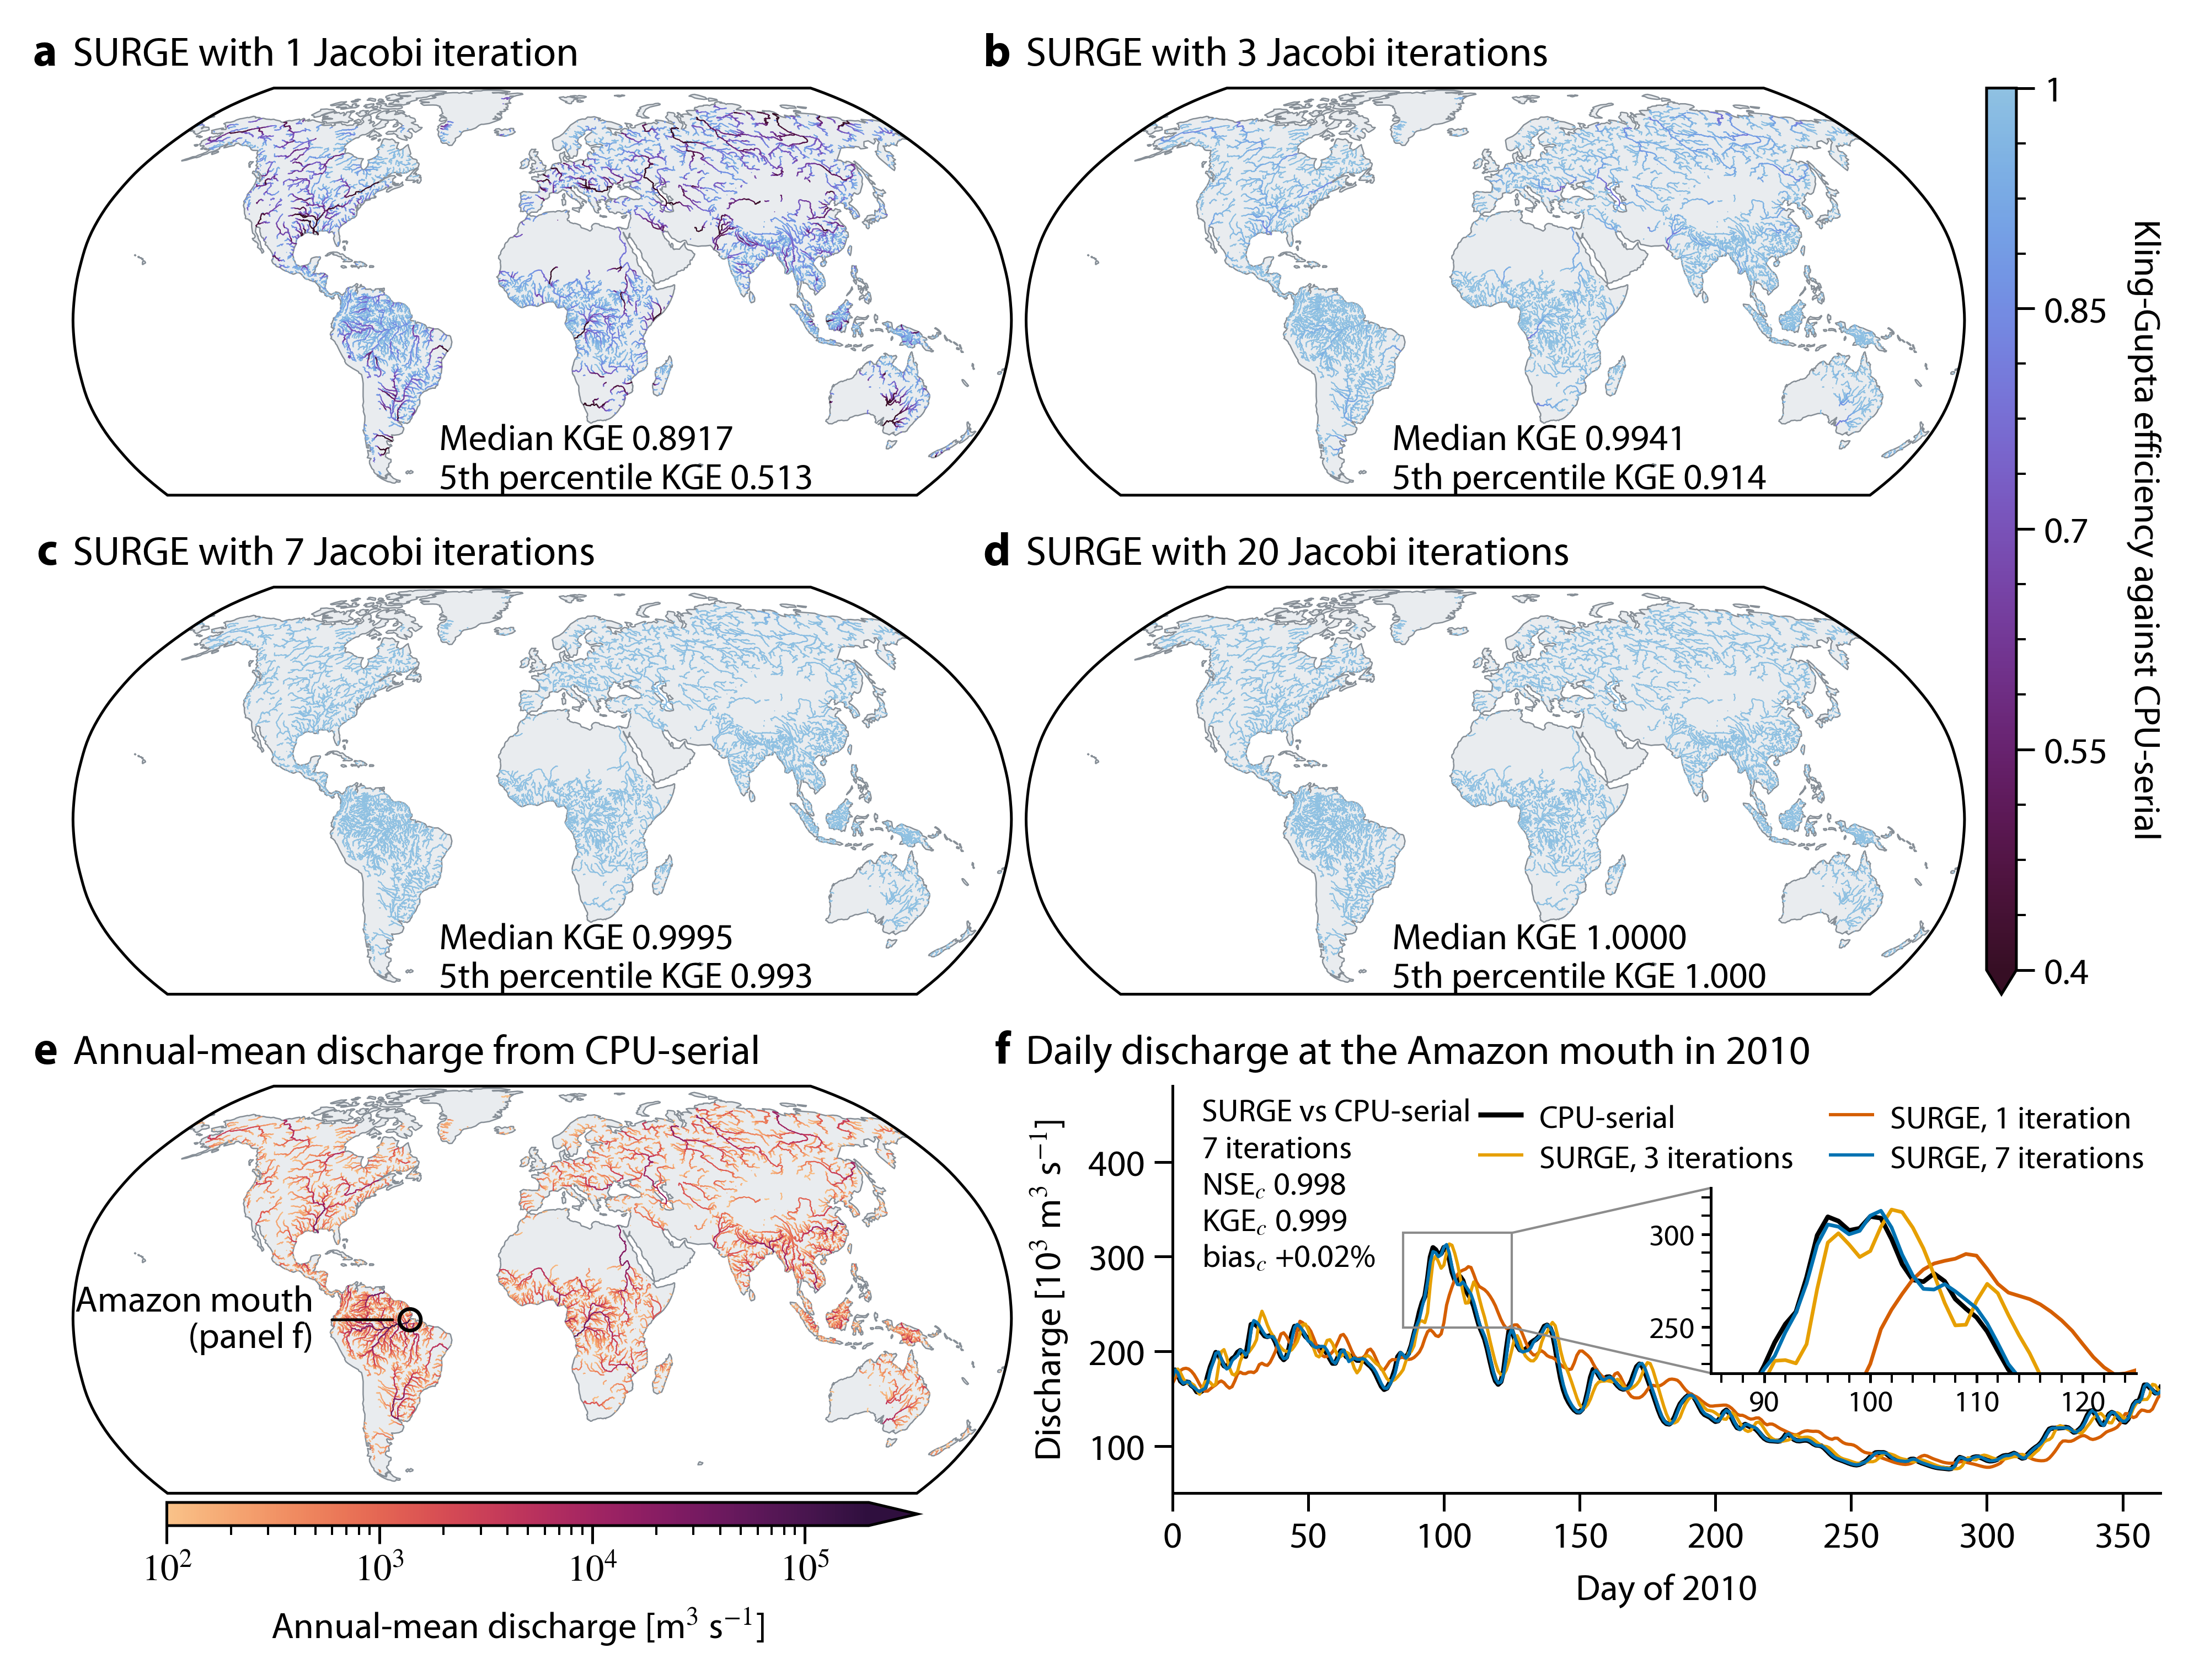 a SURGE with 1 Jacobi iteration
Median KGE 0.8917
5th percentile KGE 0.513
b SURGE with 3 Jacobi iterations
Median KGE 0.9941
5th percentile KGE 0.914
1
0.85
0.7
0.55
0.4
Kling-Gupta efficiency against CPU-serial
c SURGE with 7 Jacobi iterations
Median KGE 0.9995
5th percentile KGE 0.993
d SURGE with 20 Jacobi iterations
Median KGE 1.0000
5th percentile KGE 1.000
e Annual-mean discharge from CPU-serial
Amazon mouth
(panel f)
10² 10³ 10⁴ 10⁵
Annual-mean discharge [m³ s⁻¹]
f Daily discharge at the Amazon mouth in 2010
SURGE vs CPU-serial
7 iterations
NSE_c 0.998
KGE_c 0.999
bias_c +0.02%
CPU-serial
SURGE, 1 iteration
SURGE, 3 iterations
SURGE, 7 iterations
300
250
90 100 110 120
400
300
200
100
Discharge [10³ m³ s⁻¹]
0 50 100 150 200 250 300 350
Day of 2010